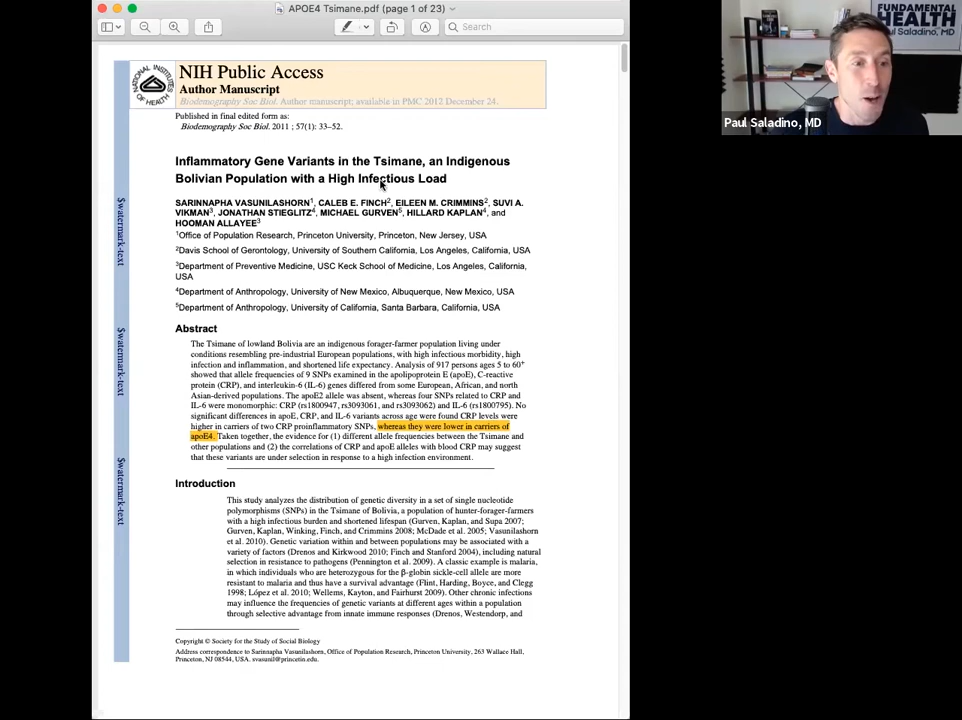 APOE4 Tsimane.pdf (page 1 of 23)
Search
NIH Public Access
Author Manuscript
Biodemography Soc Biol. Author manuscript; available in PMC 2012 December 24.
Published in final edited form as:
Biodemography Soc Biol. 2011 ; 57(1): 33–52.
Inflammatory Gene Variants in the Tsimane, an Indigenous
Bolivian Population with a High Infectious Load
SARINNAPHA VASUNILASHORN1, CALEB E. FINCH2, EILEEN M. CRIMMINS2, SUVI A.
VIKMAN3, JONATHAN STIEGLITZ4, MICHAEL GURVEN5, HILLARD KAPLAN4, and
HOOMAN ALLAYEE3
1Office of Population Research, Princeton University, Princeton, New Jersey, USA
2Davis School of Gerontology, University of Southern California, Los Angeles, California, USA
3Department of Preventive Medicine, USC Keck School of Medicine, Los Angeles, California,
USA
4Department of Anthropology, University of New Mexico, Albuquerque, New Mexico, USA
5Department of Anthropology, University of California, Santa Barbara, California, USA
Abstract
The Tsimane of lowland Bolivia are an indigenous forager-farmer population living under
conditions resembling pre-industrial European populations, with high infectious morbidity, high
infection and inflammation, and shortened life expectancy. Analysis of 917 persons ages 5 to 60+
showed that allele frequencies of 9 SNPs examined in the apolipoprotein E (apoE), C-reactive
protein (CRP), and interleukin-6 (IL-6) genes differed from some European, African, and north
Asian-derived populations. The apoE2 allele was absent, whereas four SNPs related to CRP and
IL-6 were monomorphic: CRP (rs1800947, rs3093061, and rs3093062) and IL-6 (rs1800795). No
significant differences in apoE, CRP, and IL-6 variants across age were found CRP levels were
higher in carriers of two CRP proinflammatory SNPs, whereas they were lower in carriers of
apoE4. Taken together, the evidence for (1) different allele frequencies between the Tsimane and
other populations and (2) the correlations of CRP and apoE alleles with blood CRP may suggest
that these variants are under selection in response to a high infection environment.
Introduction
This study analyzes the distribution of genetic diversity in a set of single nucleotide
polymorphisms (SNPs) in the Tsimane of Bolivia, a population of hunter-forager-farmers
with a high infectious burden and shortened lifespan (Gurven, Kaplan, and Supa 2007;
Gurven, Kaplan, Winking, Finch, and Crimmins 2008; McDade et al. 2005; Vasunilashorn
et al. 2010). Genetic variation within and between populations may be associated with a
variety of factors (Drenos and Kirkwood 2010; Finch and Stanford 2004), including natural
selection in resistance to pathogens (Pennington et al. 2009). A classic example is malaria,
in which individuals who are heterozygous for the β-globin sickle-cell allele are more
resistant to malaria and thus have a survival advantage (Flint, Harding, Boyce, and Clegg
1998; López et al. 2010; Wellems, Kayton, and Fairhurst 2009). Other chronic infections
may influence the frequencies of genetic variants at different ages within a population
through selective advantage from innate immune responses (Drenos, Westendorp, and
Copyright © Society for the Study of Social Biology
Address correspondence to Sarinnapha Vasunilashorn, Office of Population Research, Princeton University, 263 Wallace Hall,
Princeton, NJ 08544, USA. svasunil@princetin.edu.
$watermark-text
$watermark-text
$watermark-text
FUNDAMENTAL
HEALTH
Paul Saladino, MD
Paul Saladino, MD